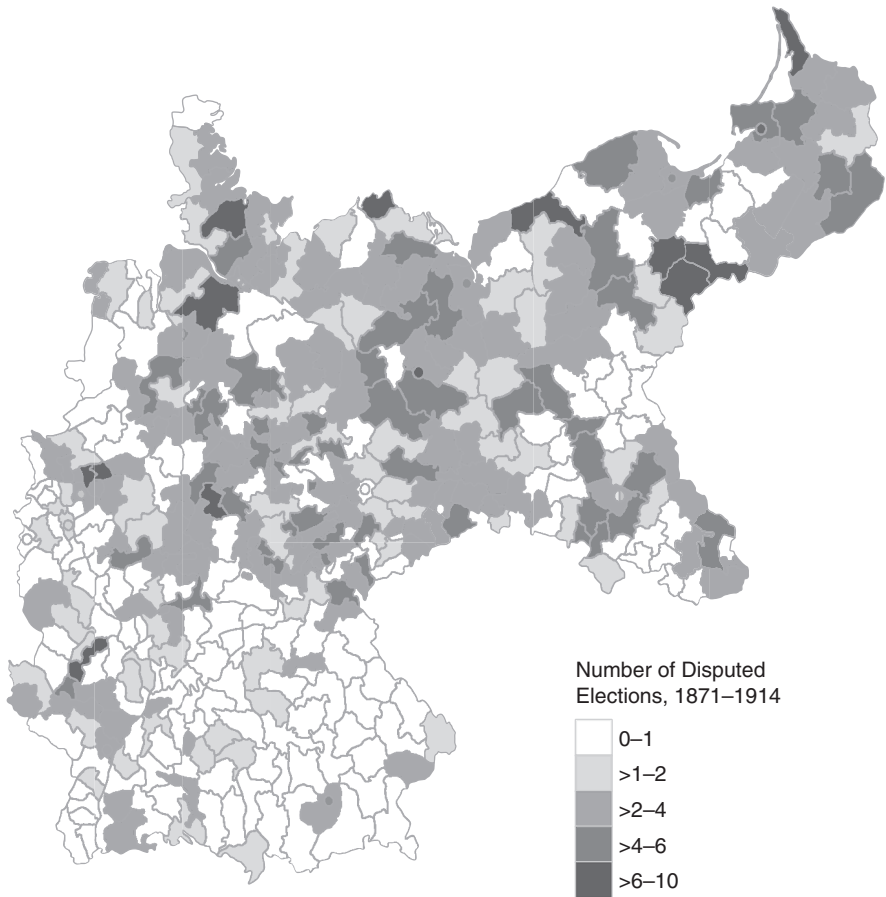 Number of Disputed
Elections, 1871–1914
0–1
>1–2
>2–4
>4–6
>6–10